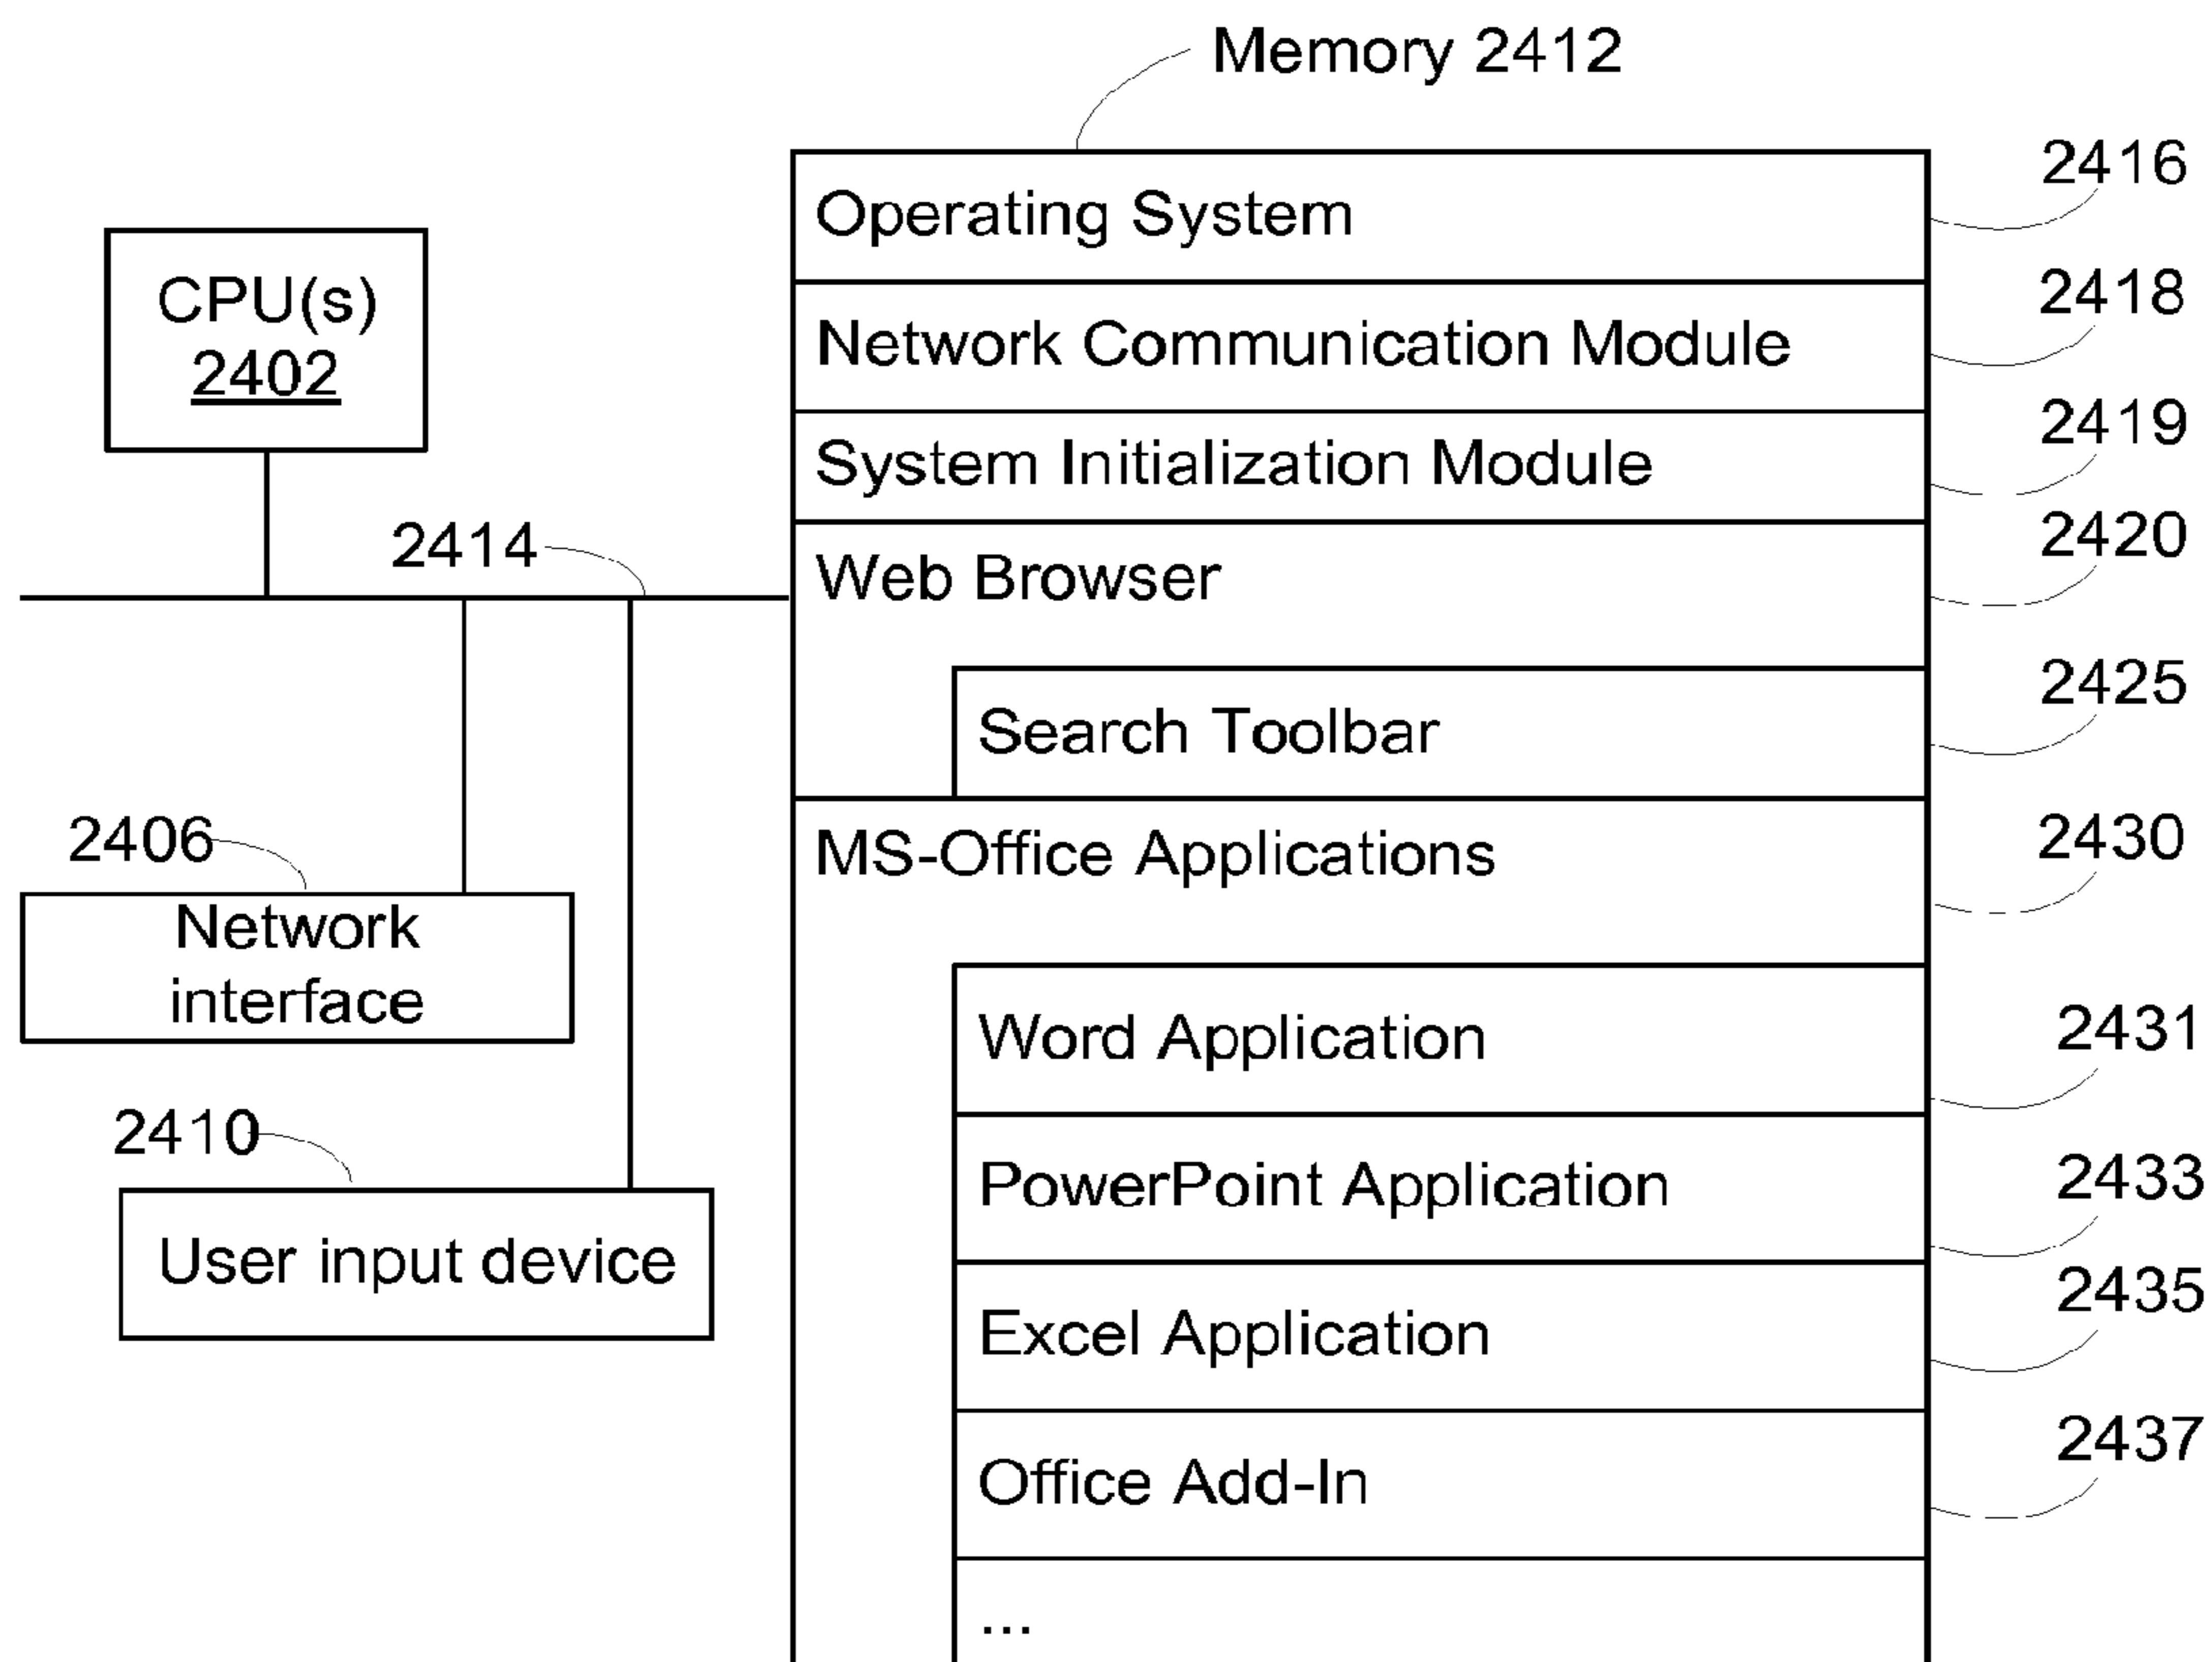 Memory 2412
Operating System
2416
CPU(s)
2402
Network Communication Module
2418
System Initialization Module
2419
2414
Web Browser
2420
Search Toolbar
2425
2406
MS-Office Applications
2430
Network
interface
Word Application
2431
2410
PowerPoint Application
2433
User input device
Excel Application
2435
Office Add-In
2437
...